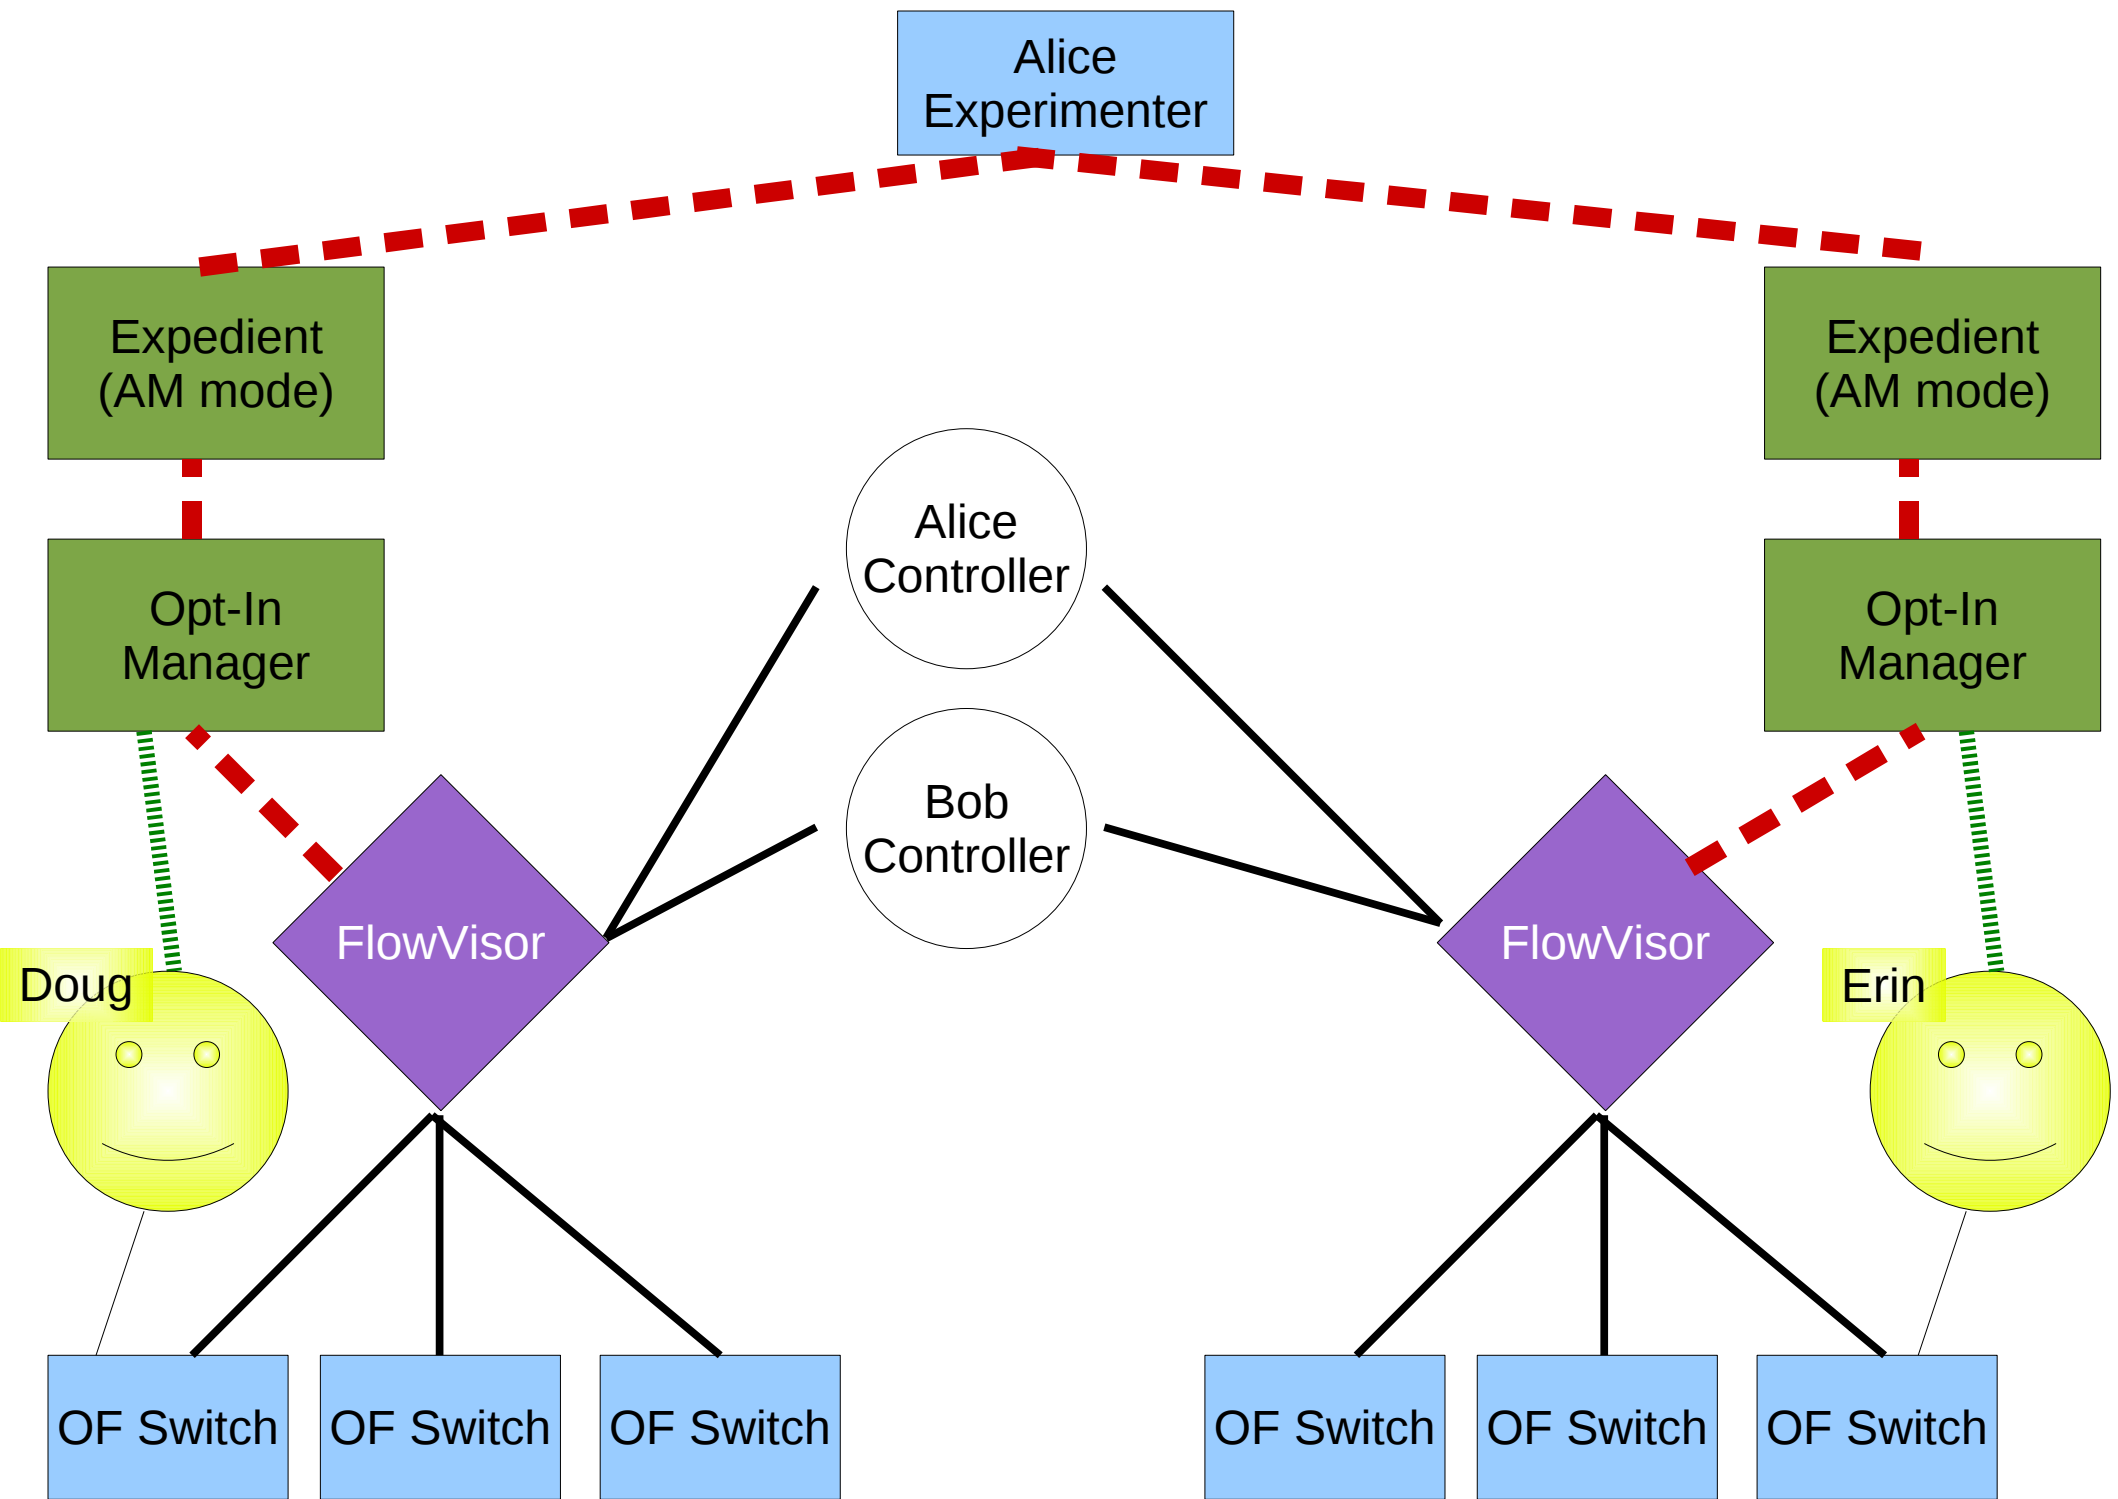 Alice
Experimenter
Expedient
(AM mode)
Expedient
(AM mode)
Alice
Controller
Opt-In
Manager
Opt-In
Manager
Bob
Controller
FlowVisor
FlowVisor
Doug
Erin
OF Switch
OF Switch
OF Switch
OF Switch
OF Switch
OF Switch